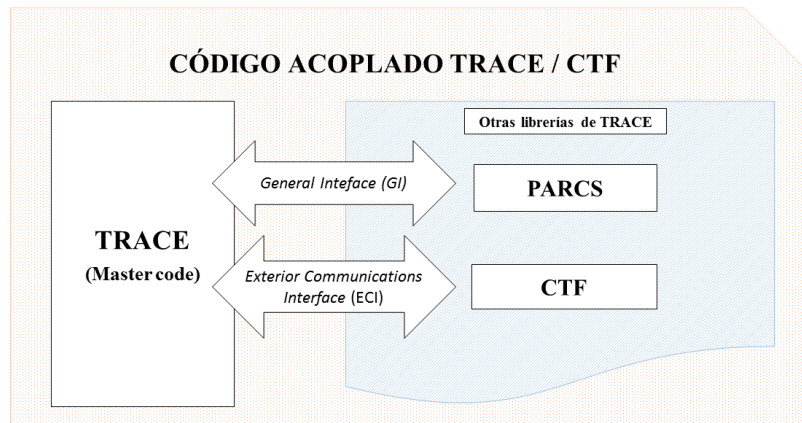 CÓDIGO ACOPLADO TRACE / CTF
Otras librerías de TRACE
General Inteface (GI)
PARCS
TRACE
(Master code)
Exterior Communications
Interface (ECI)
CTF